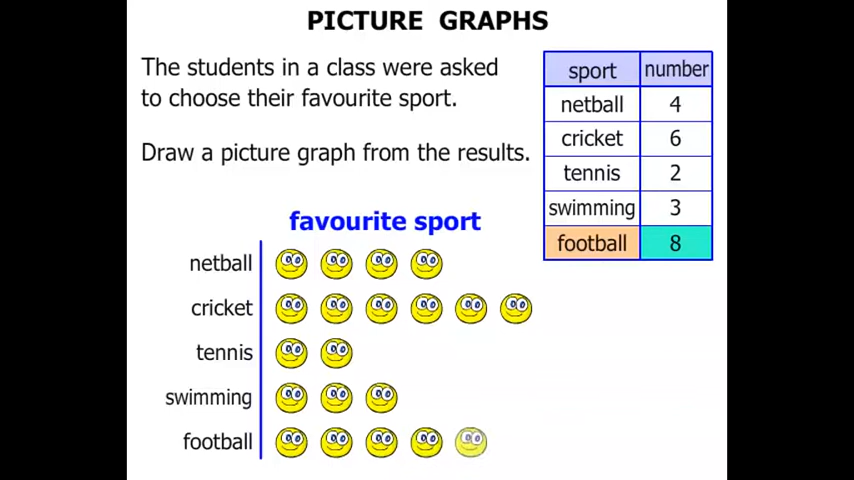 PICTURE GRAPHS
The students in a class were asked
to choose their favourite sport.
Draw a picture graph from the results.
sport number
netball 4
cricket 6
tennis 2
swimming 3
football 8
favourite sport
netball
cricket
tennis
swimming
football